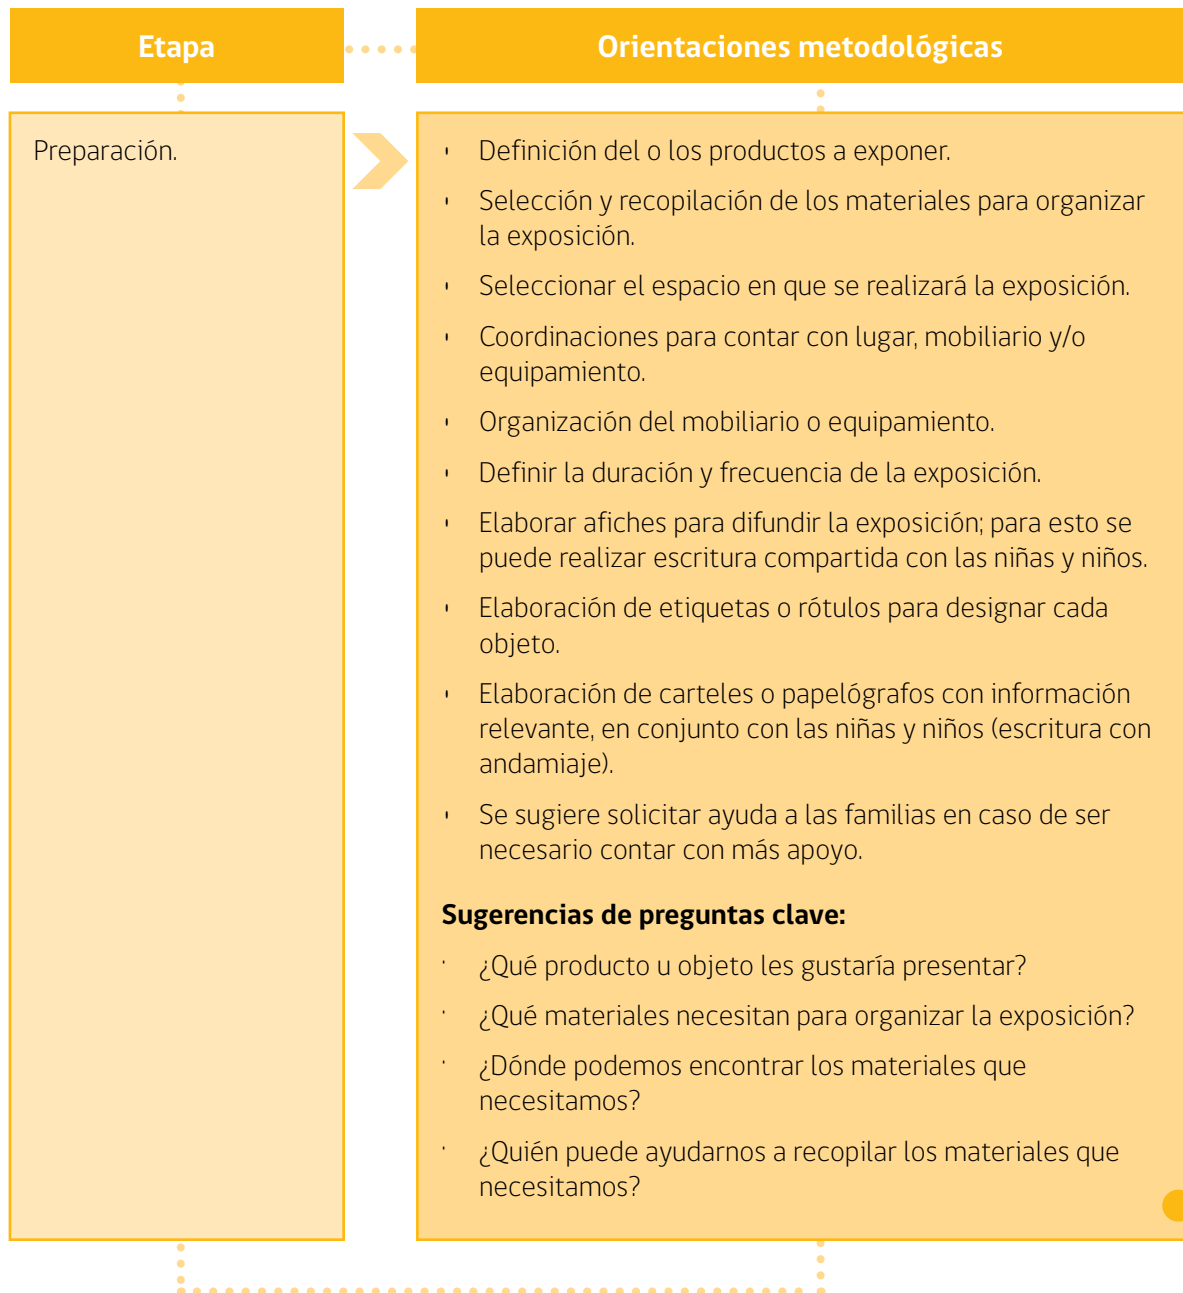 Etapa
Orientaciones metodológicas
Preparación.
• Definición del o los productos a exponer.
• Selección y recopilación de los materiales para organizar
la exposición.
• Seleccionar el espacio en que se realizará la exposición.
• Coordinaciones para contar con lugar, mobiliario y/o
equipamiento.
• Organización del mobiliario o equipamiento.
• Definir la duración y frecuencia de la exposición.
• Elaborar afiches para difundir la exposición; para esto se
puede realizar escritura compartida con las niñas y niños.
• Elaboración de etiquetas o rótulos para designar cada
objeto.
• Elaboración de carteles o papelógrafos con información
relevante, en conjunto con las niñas y niños (escritura con
andamiaje).
• Se sugiere solicitar ayuda a las familias en caso de ser
necesario contar con más apoyo.
Sugerencias de preguntas clave:
· ¿Qué producto u objeto les gustaría presentar?
· ¿Qué materiales necesitan para organizar la exposición?
· ¿Dónde podemos encontrar los materiales que
necesitamos?
· ¿Quién puede ayudarnos a recopilar los materiales que
necesitamos?